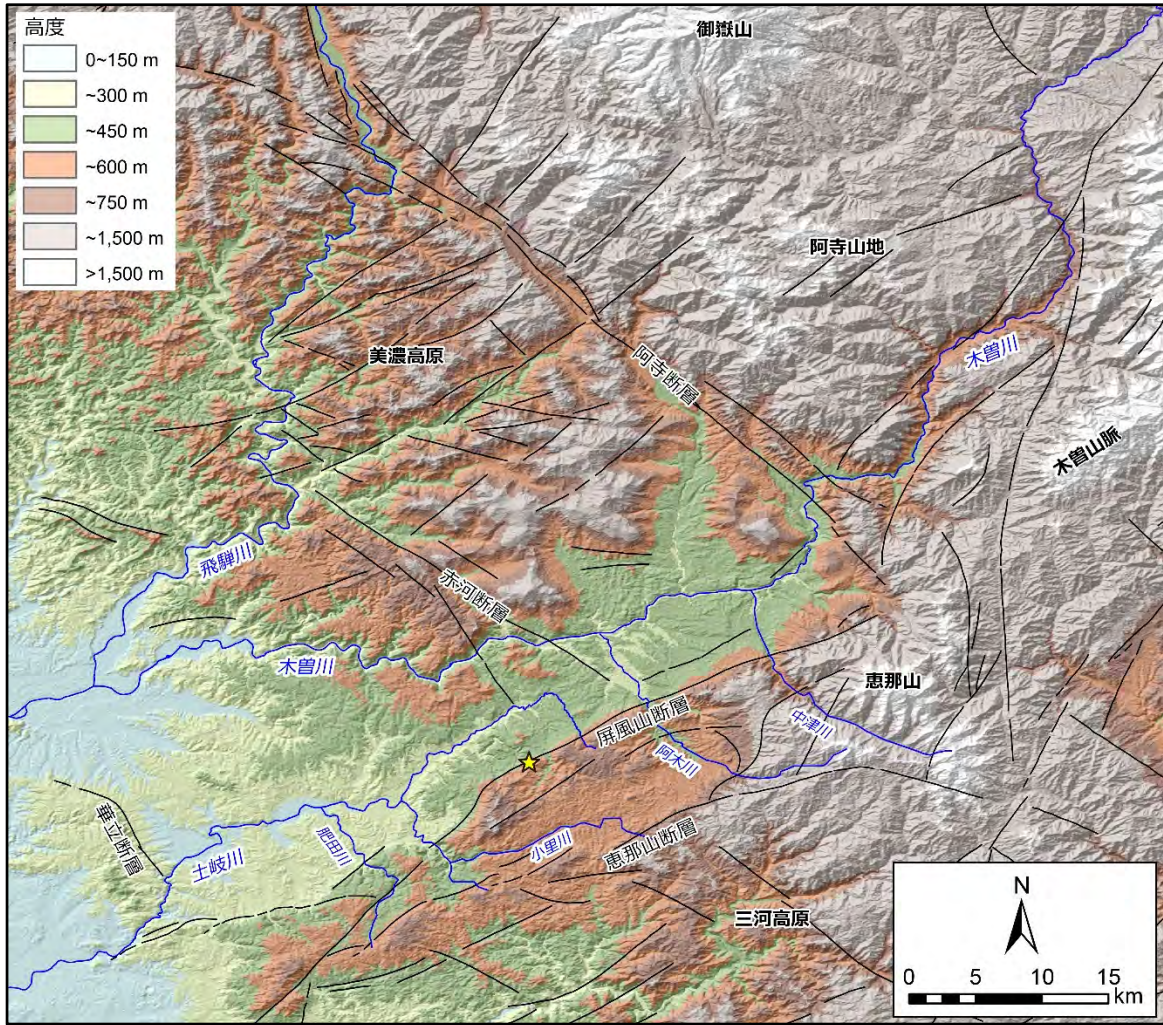 高度
0~150 m
~300 m
~450 m
~600 m
~750 m
~1,500 m
>1,500 m
御嶽山
阿寺山地
木曽川
美濃高原
阿寺断層
木曽山脈
飛騨川
赤河断層
木曽川
恵那山
屏風山断層
中津川
阿木川
華立断層
肥田川
小里川
恵那山断層
土岐川
三河高原
N
0 5 10 15
km